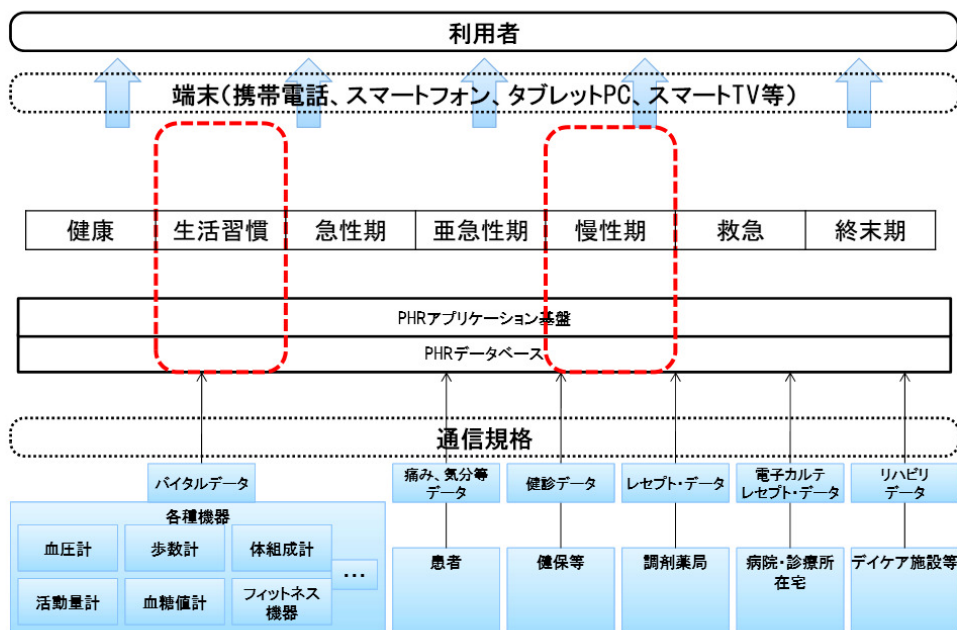 利用者
端末(携帯電話、スマートフォン、タブレットPC、スマートTV等)
健康 生活習慣 急性期 亜急性期 慢性期 救急 終末期
PHRアプリケーション基盤
PHRデータベース
通信規格
バイタルデータ
痛み、気分等
データ
健診データ
レセプト・データ
電子カルテ
レセプト・データ
リハビリ
データ
各種機器
血圧計 歩数計 体組成計
活動量計 血糖値計 フィットネス
機器
...
患者
健保等
調剤薬局
病院・診療所
在宅
デイケア施設等